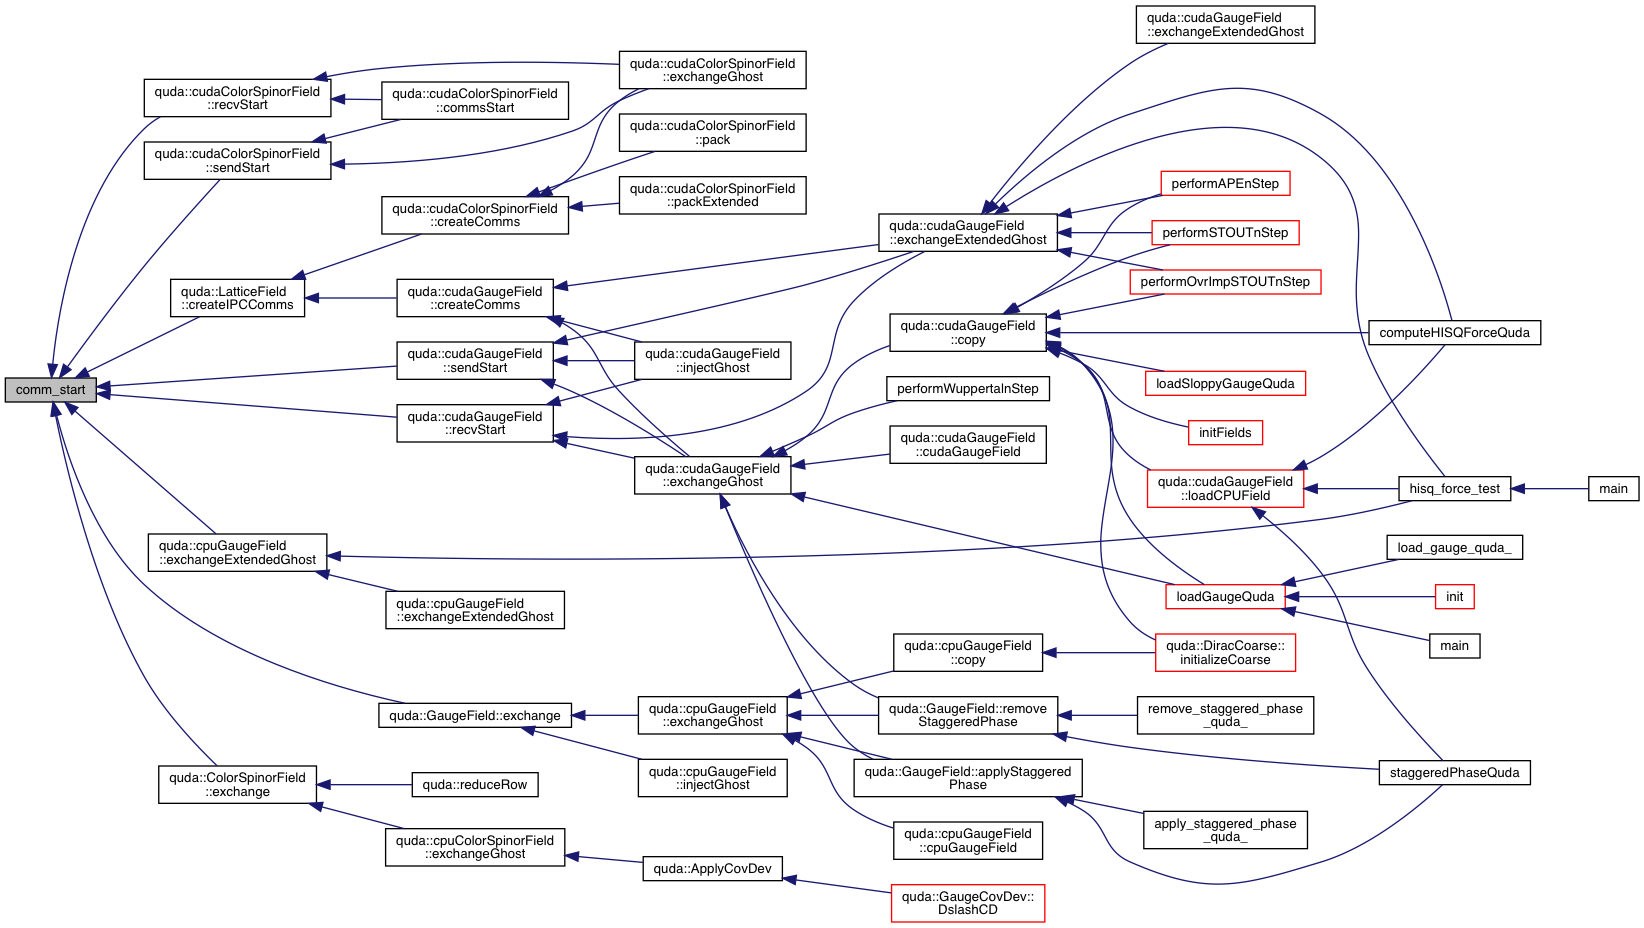 quda::cudaGaugeField
::exchangeExtendedGhost
quda::cudaColorSpinorField
::exchangeGhost
quda::cudaColorSpinorField
::recvStart
quda::cudaColorSpinorField
::commsStart
quda::cudaColorSpinorField
::pack
quda::cudaColorSpinorField
::sendStart
quda::cudaColorSpinorField
::packExtended
performAPEnStep
quda::cudaColorSpinorField
::createComms
quda::cudaGaugeField
::exchangeExtendedGhost
performSTOUTnStep
performOvrImpSTOUTnStep
quda::LatticeField
::createIPCComms
quda::cudaGaugeField
::createComms
quda::cudaGaugeField
::copy
computeHISQForceQuda
quda::cudaGaugeField
::sendStart
quda::cudaGaugeField
::injectGhost
comm_start
performWuppertalnStep
loadSloppyGaugeQuda
quda::cudaGaugeField
::recvStart
initFields
quda::cudaGaugeField
::cudaGaugeField
quda::cudaGaugeField
::exchangeGhost
quda::cudaGaugeField
::loadCPUField
hisq_force_test
main
quda::cpuGaugeField
::exchangeExtendedGhost
load_gauge_quda_
quda::cpuGaugeField
::exchangeExtendedGhost
loadGaugeQuda
init
main
quda::cpuGaugeField
::copy
quda::DiracCoarse::
initializeCoarse
quda::GaugeField::exchange
quda::cpuGaugeField
::exchangeGhost
quda::GaugeField::remove
StaggeredPhase
remove_staggered_phase
_quda_
quda::ColorSpinorField
::exchange
quda::reduceRow
quda::cpuGaugeField
::injectGhost
quda::GaugeField::applyStaggered
Phase
staggeredPhaseQuda
quda::cpuColorSpinorField
::exchangeGhost
quda::cpuGaugeField
::cpuGaugeField
apply_staggered_phase
_quda_
quda::ApplyCovDev
quda::GaugeCovDev::
DslashCD